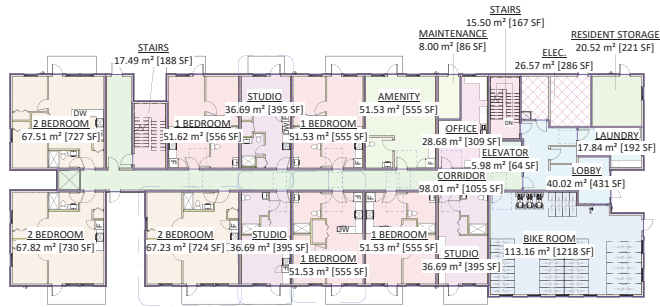 STAIRS
15.50 m² [167 SF]
MAINTENANCE
8.00 m² [86 SF]
RESIDENT STORAGE
20.52 m² [221 SF]
STAIRS
17.49 m² [188 SF]
ELEC.
26.57 m² [286 SF]
STUDIO
36.69 m² [395 SF]
AMENITY
51.53 m² [555 SF]
DW
DW
2 BEDROOM
67.51 m² [727 SF]
1 BEDROOM
51.62 m² [556 SF]
1 BEDROOM
51.53 m² [555 SF]
DN
OFFICE
28.68 m² [309 SF]
LAUNDRY
17.84 m² [192 SF]
ELEVATOR
5.98 m² [64 SF]
LOBBY
40.02 m² [431 SF]
CORRIDOR
98.01 m² [1055 SF]
2 BEDROOM
67.82 m² [730 SF]
2 BEDROOM
67.23 m² [724 SF]
STUDIO
36.69 m² [395 SF]
DW
1 BEDROOM
51.53 m² [555 SF]
1 BEDROOM
51.53 m² [555 SF]
STUDIO
36.69 m² [395 SF]
BIKE ROOM
113.16 m² [1218 SF]